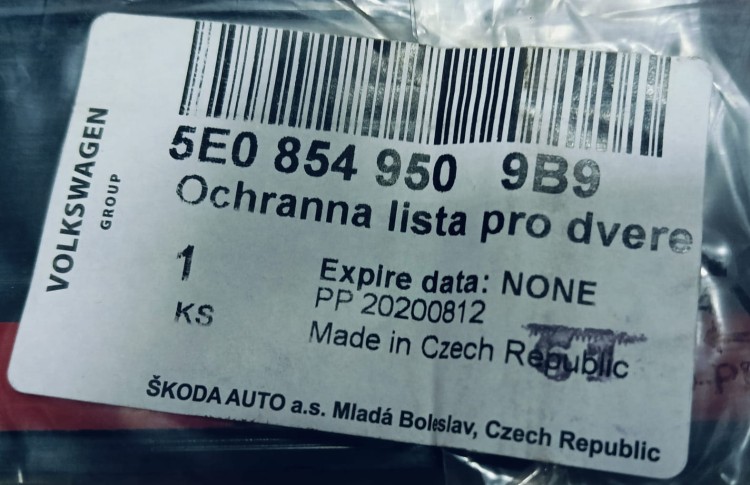 VOLKSWAGEN
GROUP
5E0 854 950 9B9
Ochranna lista pro dvere
1
Expire data: NONE
KS
PP 20200812
Made in Czech Republic
ŠKODA AUTO a.s. Mladá Boleslav, Czech Republic